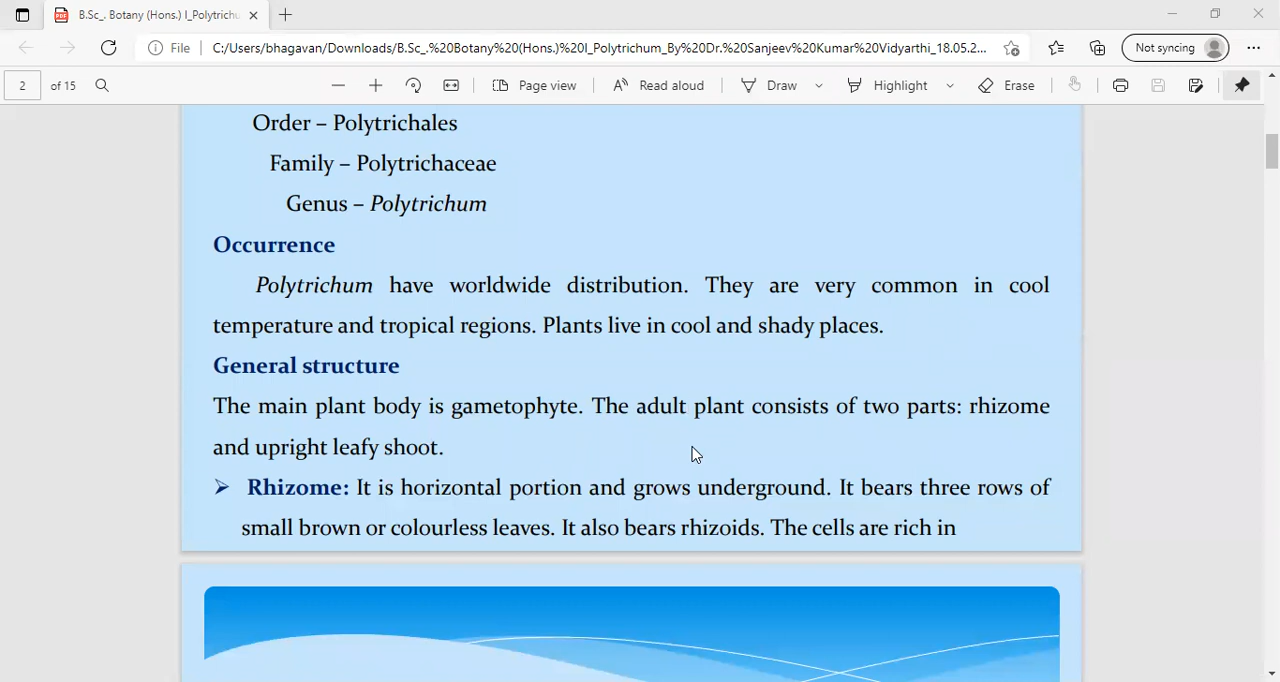 B.Sc_. Botany (Hons.) I_Polytrichu
File C:/Users/bhagavan/Downloads/B.Sc_.%20Botany%20(Hons.)%20I_Polytrichum_By%20Dr.%20Sanjeev%20Kumar%20Vidyarthi_18.05.2... Not syncing
2 of 15 Page view Read aloud Draw Highlight Erase
Order – Polytrichales
Family – Polytrichaceae
Genus – Polytrichum
Occurrence
Polytrichum have worldwide distribution. They are very common in cool
temperature and tropical regions. Plants live in cool and shady places.
General structure
The main plant body is gametophyte. The adult plant consists of two parts: rhizome
and upright leafy shoot.
➢ Rhizome: It is horizontal portion and grows underground. It bears three rows of
small brown or colourless leaves. It also bears rhizoids. The cells are rich in